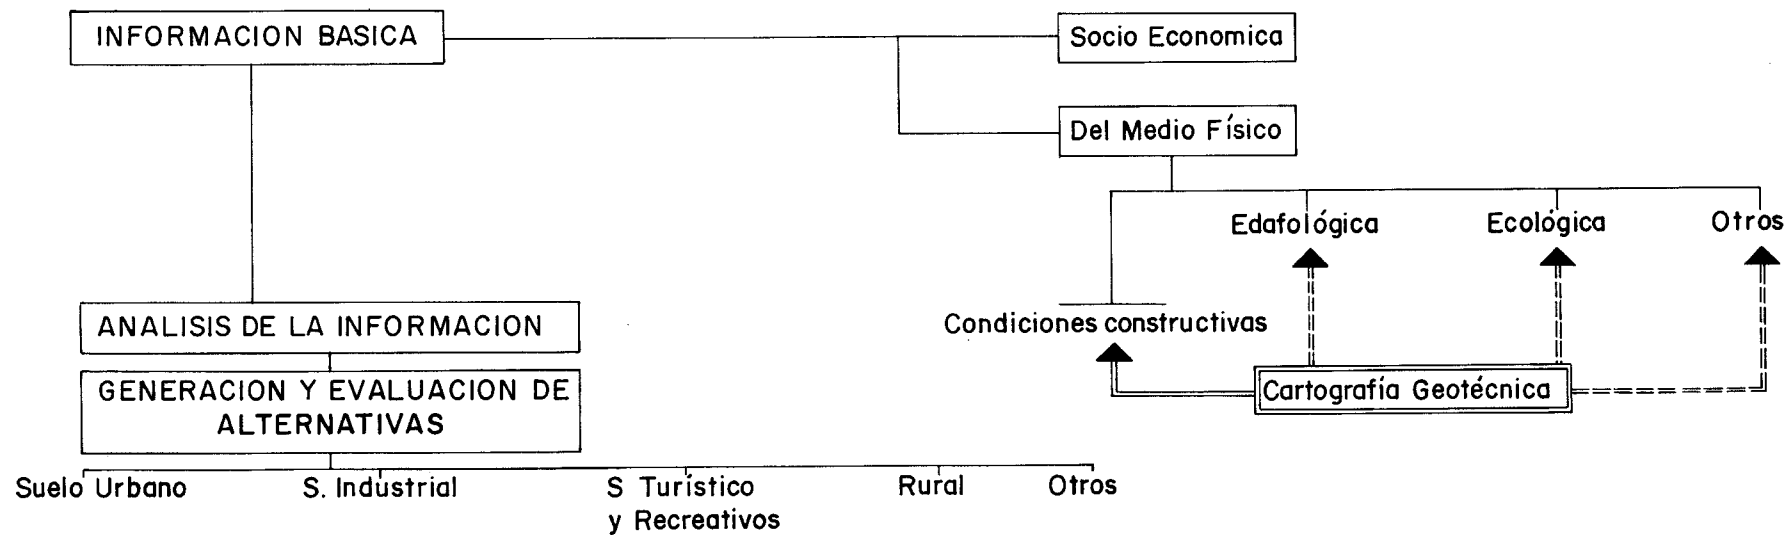 INFORMACION BASICA
Socio Economica
Del Medio Físico
Edafológica
Ecológica
Otros
Condiciones constructivas
Cartografía Geotécnica
ANALISIS DE LA INFORMACION
GENERACION Y EVALUACION DE
ALTERNATIVAS
Suelo Urbano
S. Industrial
S Turístico
y Recreativos
Rural
Otros